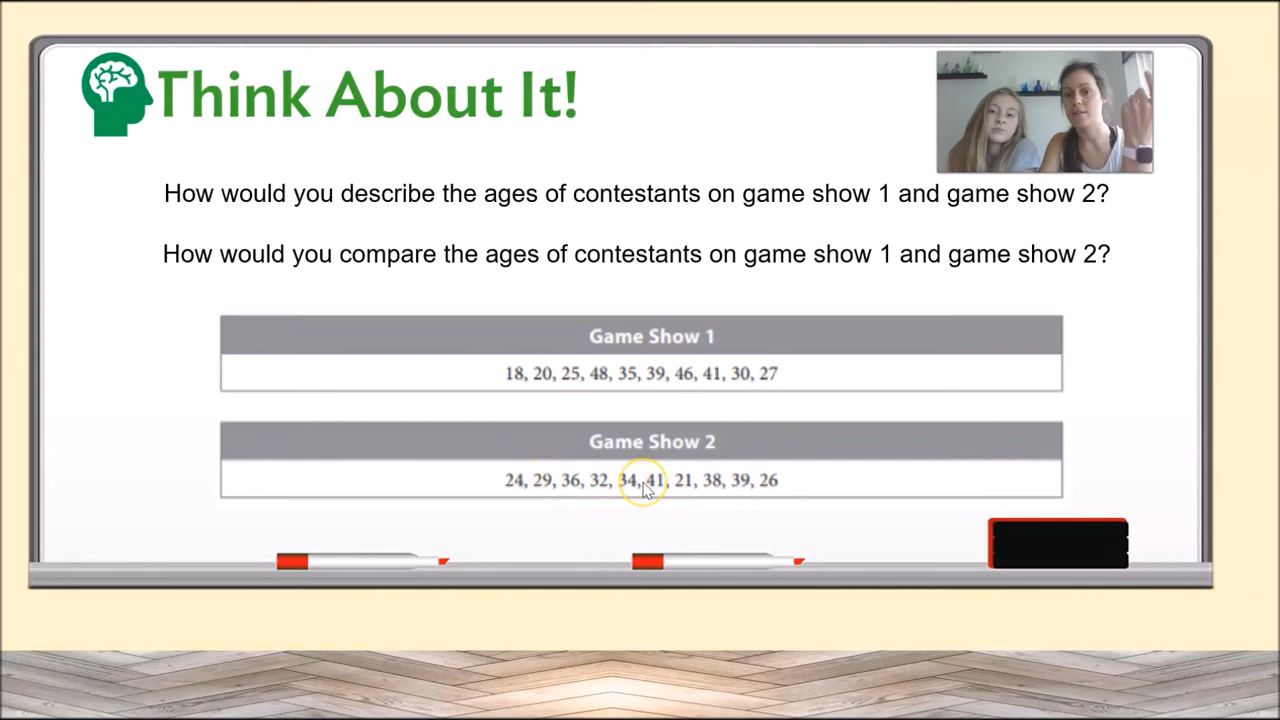 Think About It!
How would you describe the ages of contestants on game show 1 and game show 2?
How would you compare the ages of contestants on game show 1 and game show 2?
Game Show 1
18, 20, 25, 48, 35, 39, 46, 41, 30, 27
Game Show 2
24, 29, 36, 32, 34, 41, 21, 38, 39, 26